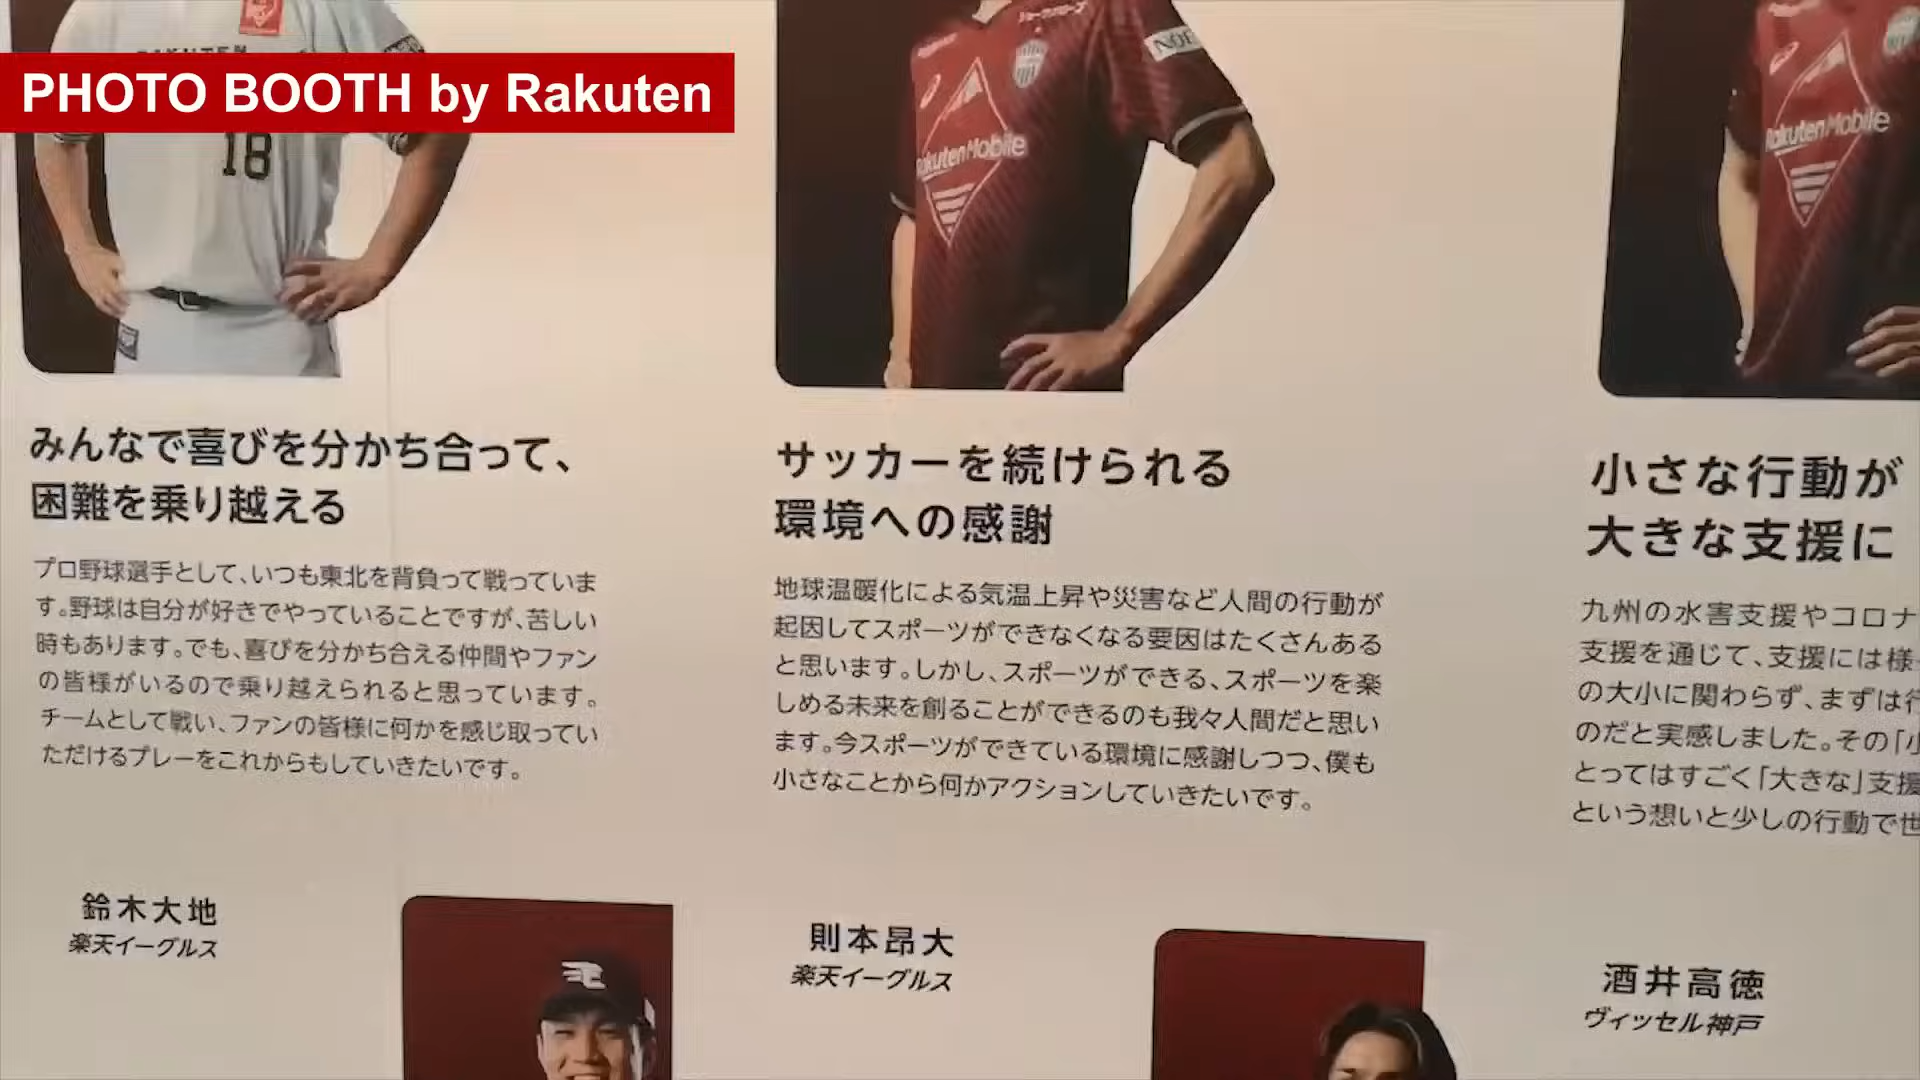 PHOTO BOOTH by Rakuten
18
NOE
Rakuten Mobile
Rakuten Mobile
みんなで喜びを分かち合って、
困難を乗り越える
プロ野球選手として、いつも東北を背負って戦っていま
す。野球は自分が好きでやっていることですが、苦しい
時もあります。でも、喜びを分かち合える仲間やファン
の皆様がいるので乗り越えられると思っています。
チームとして戦い、ファンの皆様に何かを感じ取ってい
ただけるプレーをこれからもしていきたいです。
サッカーを続けられる
環境への感謝
地球温暖化による気温上昇や災害など人間の行動が
起因してスポーツができなくなる要因はたくさんある
と思います。しかし、スポーツができる、スポーツを楽
しめる未来を創ることができるのも我々人間だと思い
ます。今スポーツができている環境に感謝しつつ、僕も
小さなことから何かアクションしていきたいです。
小さな行動が
大きな支援に
九州の水害支援やコロナ
支援を通じて、支援には様
の大小に関わらず、まずは行
のだと実感しました。その「小
とってはすごく「大きな」支援
という想いと少しの行動で世
鈴木大地
楽天イーグルス
則本昂大
楽天イーグルス
酒井高徳
ヴィッセル神戸